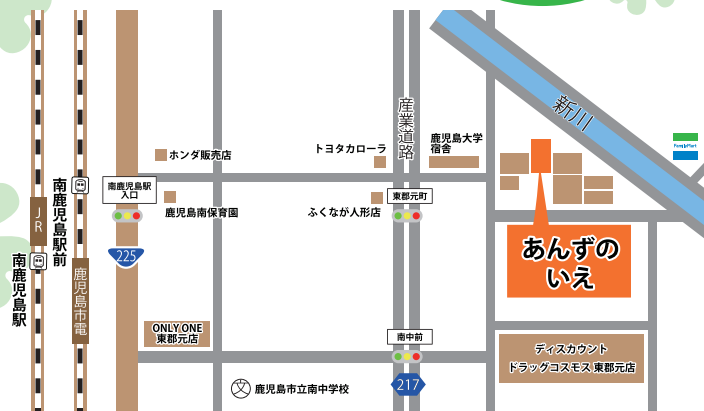 新川
産業道路
鹿児島大学
宿舎
トヨタカローラ
ホンダ販売店
FamilyMart
南鹿児島駅前
南鹿児島駅
入口
鹿児島南保育園
東郡元町
ふくなが人形店
JR
南鹿児島駅
225
鹿児島市電
あんずの
いえ
ONLY ONE
東郡元店
南中前
ディスカウント
ドラッグコスモス 東郡元店
文
鹿児島市立南中学校
217